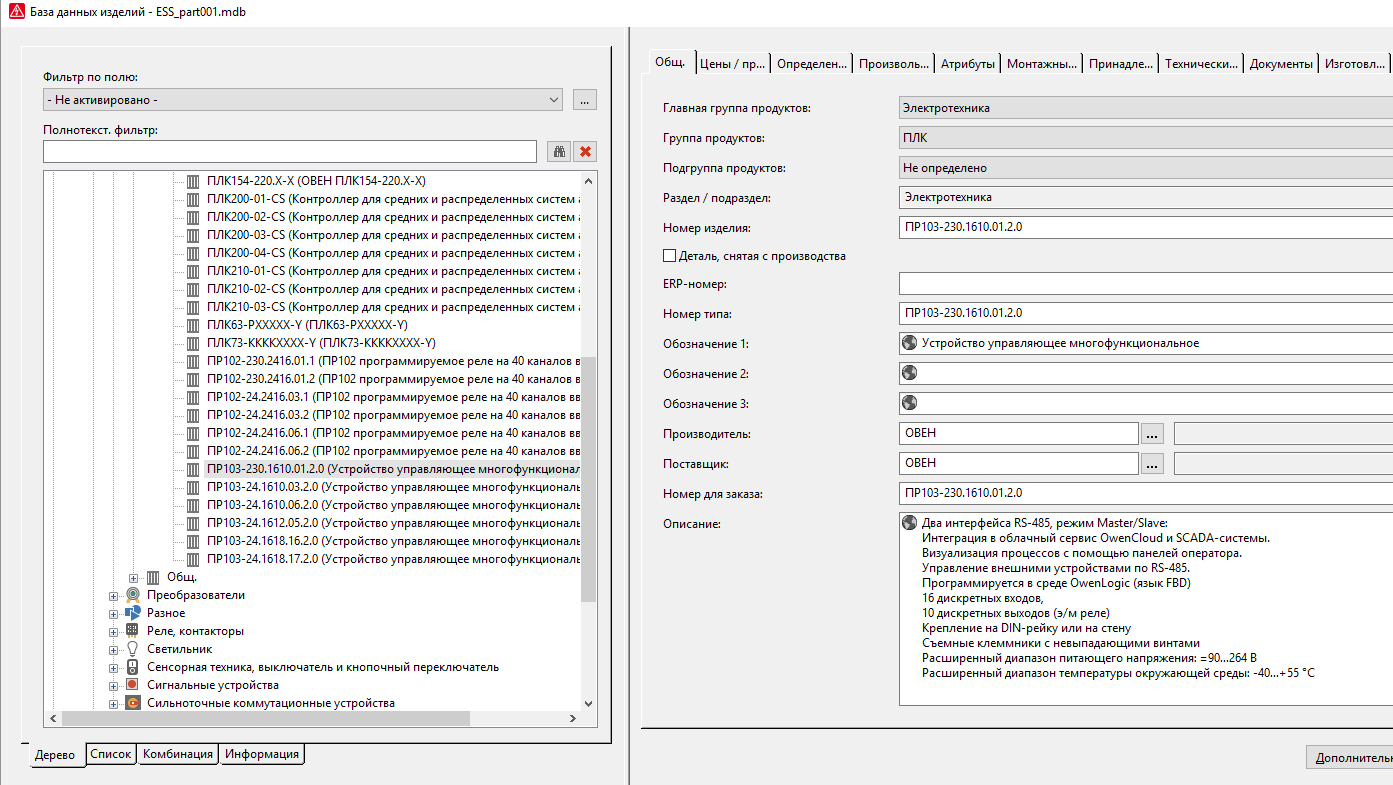 База данных изделий - ESS_part001.mdb
Фильтр по полю:
- Не активировано -
...
Полнотекст. фильтр:
ПЛК154-220.X-X (ОВЕН ПЛК154-220.X-X)
ПЛК200-01-CS (Контроллер для средних и распределенных систем а
ПЛК200-02-CS (Контроллер для средних и распределенных систем а
ПЛК200-03-CS (Контроллер для средних и распределенных систем а
ПЛК200-04-CS (Контроллер для средних и распределенных систем а
ПЛК210-01-CS (Контроллер для средних и распределенных систем а
ПЛК210-02-CS (Контроллер для средних и распределенных систем а
ПЛК210-03-CS (Контроллер для средних и распределенных систем а
ПЛК63-PXXXXX-Y (ПЛК63-PXXXXX-Y)
ПЛК73-KKKKXXXX-Y (ПЛК73-KKKKXXXX-Y)
ПР102-230.2416.01.1 (ПР102 программируемое реле на 40 каналов в
ПР102-230.2416.01.2 (ПР102 программируемое реле на 40 каналов в
ПР102-24.2416.03.1 (ПР102 программируемое реле на 40 каналов вв
ПР102-24.2416.03.2 (ПР102 программируемое реле на 40 каналов вв
ПР102-24.2416.06.1 (ПР102 программируемое реле на 40 каналов вв
ПР102-24.2416.06.2 (ПР102 программируемое реле на 40 каналов вв
ПР103-230.1610.01.2.0 (Устройство управляющее многофункционал
ПР103-24.1610.03.2.0 (Устройство управляющее многофункциональ
ПР103-24.1610.06.2.0 (Устройство управляющее многофункциональ
ПР103-24.1612.05.2.0 (Устройство управляющее многофункциональ
ПР103-24.1618.16.2.0 (Устройство управляющее многофункциональ
ПР103-24.1618.17.2.0 (Устройство управляющее многофункциональ
Общ.
Преобразователи
Разное
Реле, контакторы
Светильник
Сенсорная техника, выключатель и кнопочный переключатель
Сигнальные устройства
Сильноточные коммутационные устройства
Дерево Список Комбинация Информация
Общ. Цены / пр... Определен... Произволь... Атрибуты Монтажны... Принадле... Технически... Документы Изготовл...
Главная группа продуктов: Электротехника
Группа продуктов: ПЛК
Подгруппа продуктов: Не определено
Раздел / подраздел: Электротехника
Номер изделия: ПР103-230.1610.01.2.0
Деталь, снятая с производства
ERP-номер:
Номер типа: ПР103-230.1610.01.2.0
Обозначение 1: Устройство управляющее многофункциональное
Обозначение 2:
Обозначение 3:
Производитель: ОВЕН ...
Поставщик: ОВЕН ...
Номер для заказа: ПР103-230.1610.01.2.0
Описание: Два интерфейса RS-485, режим Master/Slave:
Интеграция в облачный сервис OwenCloud и SCADA-системы.
Визуализация процессов с помощью панелей оператора.
Управление внешними устройствами по RS-485.
Программируется в среде OwenLogic (язык FBD)
16 дискретных входов,
10 дискретных выходов (э/м реле)
Крепление на DIN-рейку или на стену
Съемные клеммники с невыпадающими винтами
Расширенный диапазон питающего напряжения: =90...264 В
Расширенный диапазон температуры окружающей среды: -40...+55 °C
Дополнительн